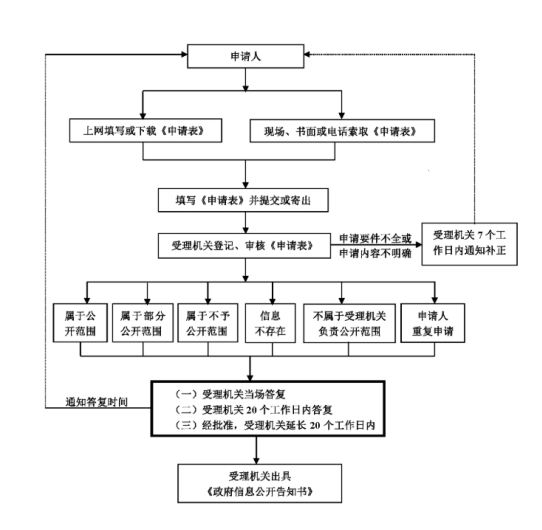 申请人
上网填写或下载《申请表》
现场、书面或电话索取《申请表》
填写《申请表》并提交或寄出
受理机关登记、审核《申请表》
申请要件不全或
申请内容不明确
受理机关 7 个工
作日内通知补正
属于公
开范围
属于部分
公开范围
属于不予
公开范围
信息
不存在
不属于受理机关
负责公开范围
申请人
重复申请
通知答复时间
（一）受理机关当场答复
（二）受理机关 20 个工作日内答复
（三）经批准，受理机关延长 20 个工作日内
受理机关出具
《政府信息公开告知书》